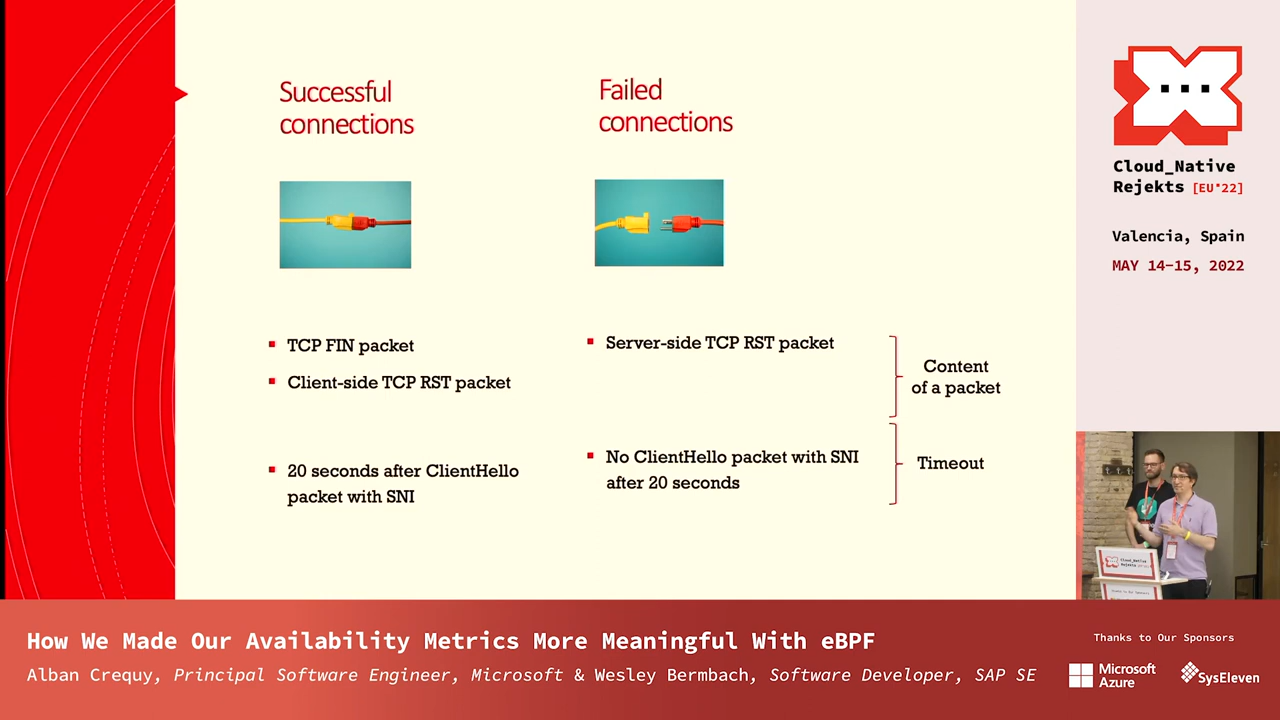 Successful
connections
Failed
connections
TCP FIN packet
Client-side TCP RST packet
20 seconds after ClientHello
packet with SNI
Server-side TCP RST packet
No ClientHello packet with SNI
after 20 seconds
Content
of a packet
Timeout
Cloud_Native
Rejekts [EU*22]
Valencia, Spain
MAY 14-15, 2022
Cloud_Native
Rejekts
How We Made Our Availability Metrics More Meaningful With eBPF
Alban Crequy, Principal Software Engineer, Microsoft & Wesley Bermbach, Software Developer, SAP SE
Thanks to Our Sponsors
Microsoft
Azure
SysEleven